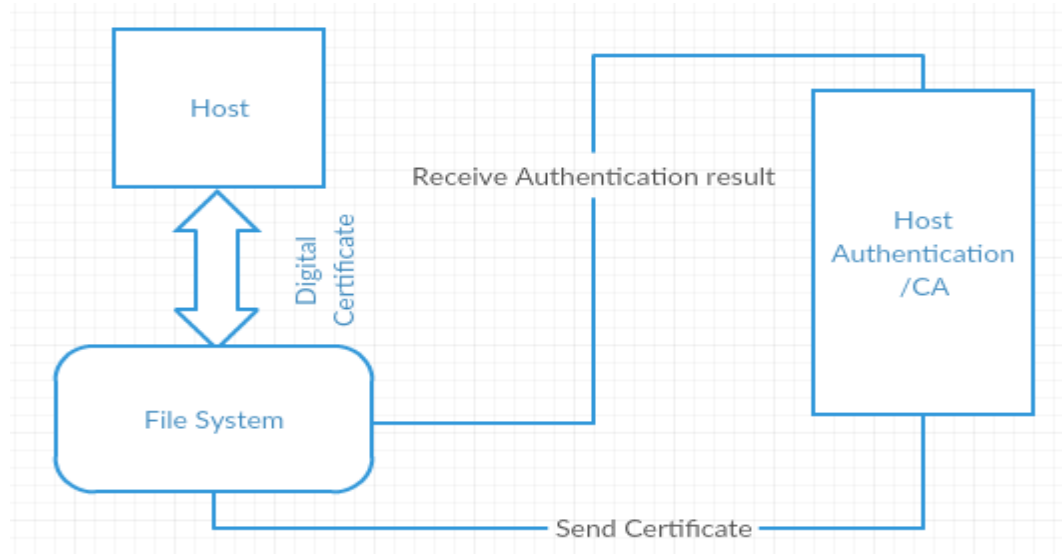 Host
Digital
Certificate
Receive Authentication result
Host
Authentication
/CA
File System
Send Certificate